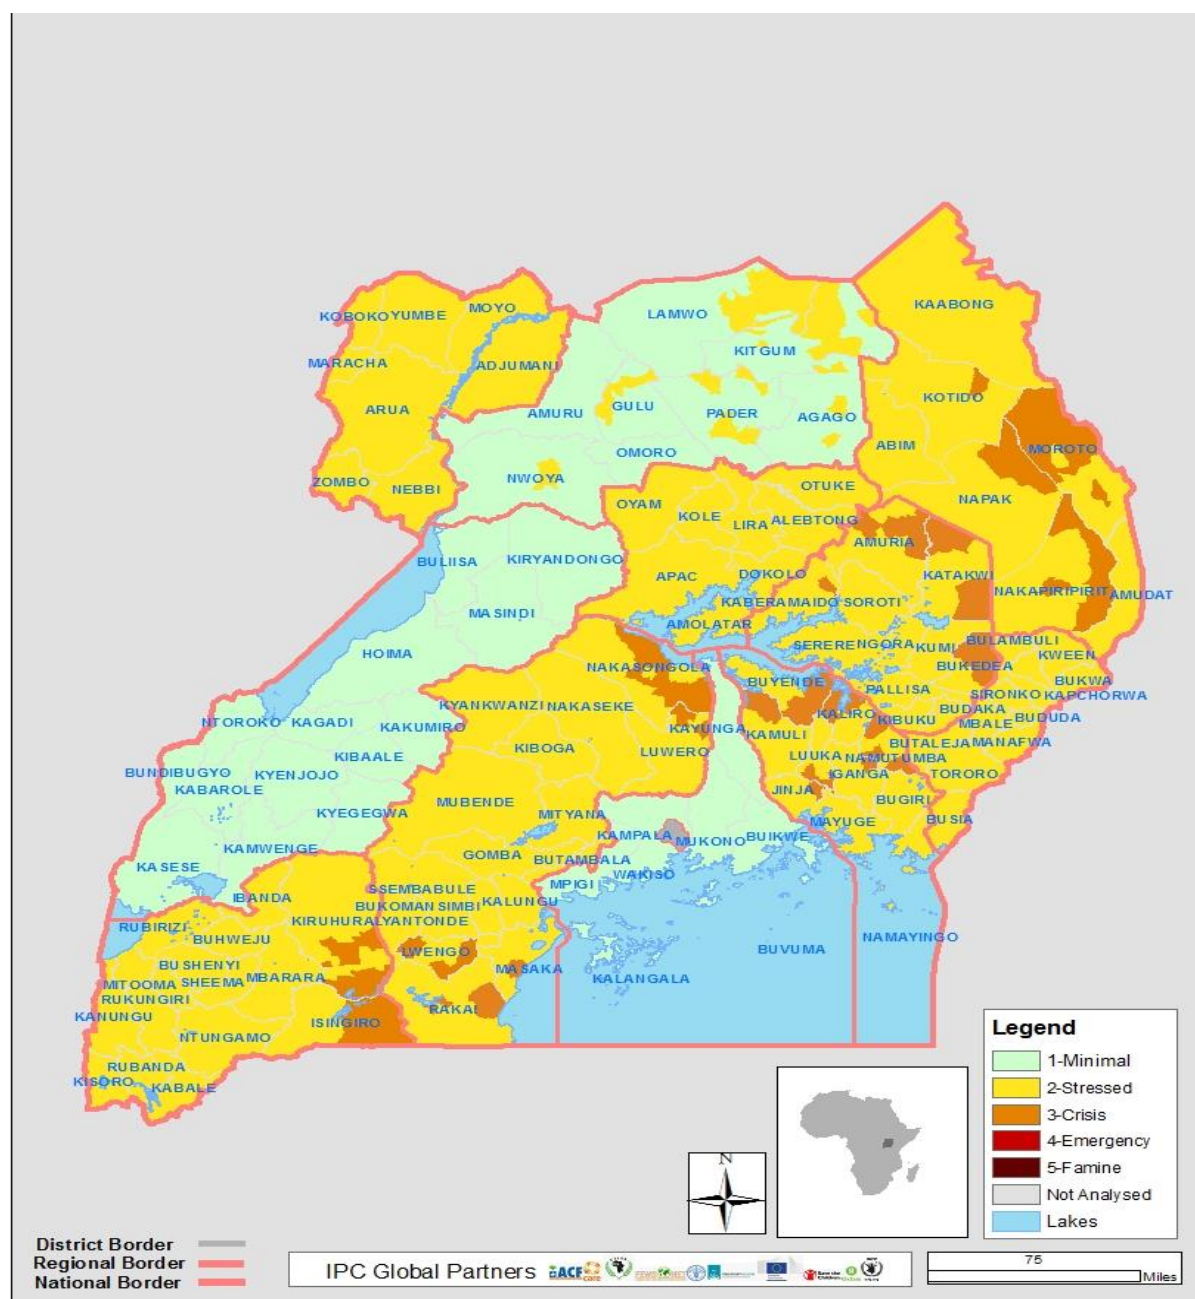 KAABONG
LAMWO
MOYO
KOBOKO
YUMBE
KITGUM
MARACHA
ADJUMANI
KOTIDO
ARUA
GULU
AMURU
PADER
AGAGO
ABIM
MOROTO
OMORO
NWOYA
ZOMBO
NEBBI
OTUKE
NAPAK
OYAM
KOLE
LIRA
ALEBTONG
AMURIA
BULIISA
KIRYANDONGO
APAC
DOKOLO
KATAKWI
NAKAPIRIPIRIT
AMUDAT
KABERAMAIDO
SOROTI
MASINDI
AMOLATAR
BULAMBULI
SERERE
NGORA
KUMI
HOIMA
KWEEN
NAKASONGOLA
BUKEDEA
BUYENDE
BUKWA
PALLISA
SIRONKO
KAPCHORWA
KYANKWANZI
NAKASEKE
KALIRO
BUDAKA
NTOROKO
KAGADI
KAKUMIRO
KAYUNGA
KAMULI
KIBUKU
MBALE
BUDUDA
KIBOGA
LUWERO
BUTALEJA
MANAFWA
KIBAALE
LUUKA
NAMUTUMBA
BUNDIBUGYO
KYENJOJO
IGANGA
TORORO
KABAROLE
JINJA
MUBENDE
BUGIRI
KYEGEGWA
MITYANA
MAYUGE
BUSIA
KAMPALA
MUKONO
BUIKWE
KAMWENGE
GOMBA
BUTAMBALA
KASESE
WAKISO
MPIGI
SSEMBABULE
IBANDA
BUKOMANSIMBI
KALUNGU
KIRUHURA
LYANTONDE
RUBIRIZI
BUHWEJU
NAMAYINGO
BUVUMA
LWENGO
BUSHENYI
MASAKA
MITOOMA
SHEEMA
MBARARA
KALANGALA
RUKUNGIRI
RAKAI
KANUNGU
ISINGIRO
NTUNGAMO
RUBANDA
KISORO
KABALE
Legend
1-Minimal
2-Stressed
3-Crisis
4-Emergency
5-Famine
Not Analysed
Lakes
N
District Border
Regional Border
National Border
IPC Global Partners
ACF
care
75
Miles